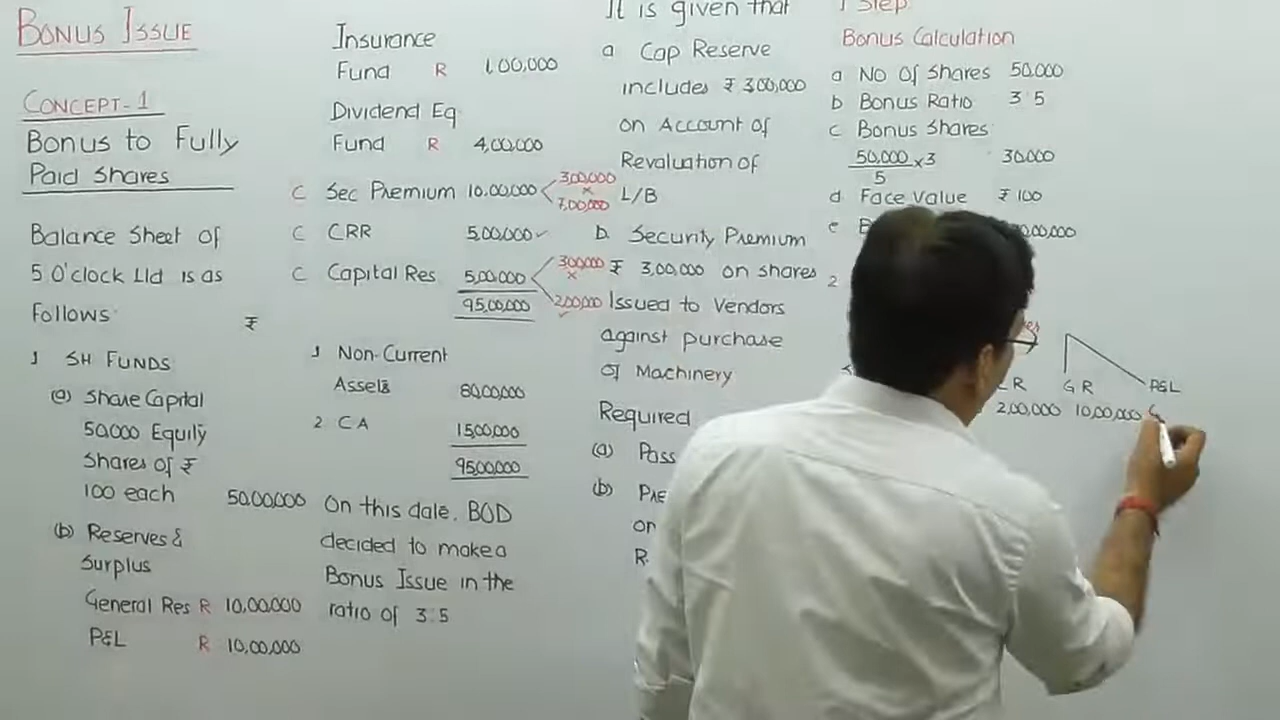 BONUS ISSUE
CONCEPT-1
Bonus to Fully
Paid Shares
Balance Sheet of
5 O'clock Ltd is as
Follows
₹
1 SH FUNDS
(a) Share Capital
50,000 Equity
Shares of ₹
100 each 50,00,000
(b) Reserves &
Surplus
General Res R 10,00,000
P&L R 10,00,000
Insurance
Fund R 1,00,000
Dividend Eq
Fund R 4,00,000
C Sec Premium 10,00,000 3,00,000 x
7,00,000
C CRR 5,00,000 ✓
C Capital Res 5,00,000 300,000 x
95,00,000 2,00,000 ✓
1 Non-Current
Assets 80,00,000
2 CA 15,00,000
95,00,000
On this date, BOD
decided to make a
Bonus Issue in the
ratio of 3:5
It is given that
a Cap Reserve
includes ₹ 3,00,000
on Account of
Revaluation of
L/B
b. Security Premium
₹ 3,00,000 on shares
Issued to Vendors
against purchase
of Machinery
Required
(a) Pass
(b)
R.
1 Step
Bonus Calculation
a No Of Shares 50,000
b Bonus Ratio 3:5
c Bonus Shares
50,000 x 3 30,000
5
d Face Value ₹ 100
e
2
R G R P&L
2,00,000 10,00,000